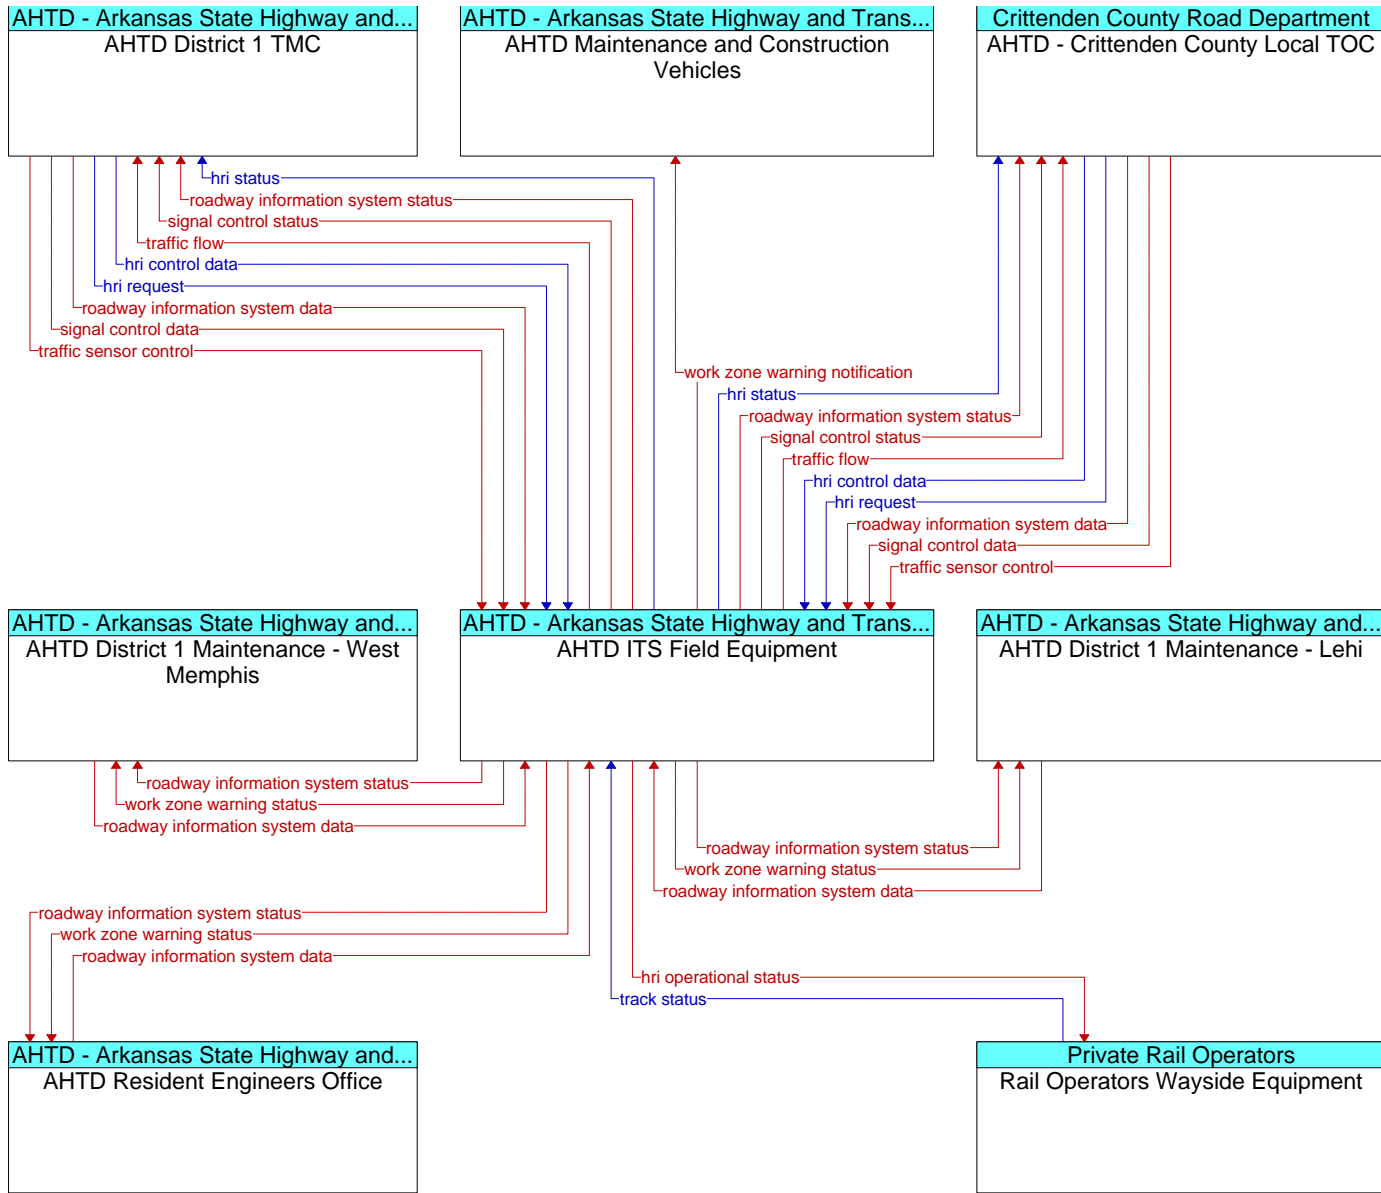 AHTD - Arkansas State Highway and...
AHTD District 1 TMC
AHTD - Arkansas State Highway and Trans...
AHTD Maintenance and Construction
Vehicles
Crittenden County Road Department
AHTD - Crittenden County Local TOC
hri status
roadway information system status
signal control status
traffic flow
hri control data
hri request
roadway information system data
signal control data
traffic sensor control
work zone warning notification
hri status
roadway information system status
signal control status
traffic flow
hri control data
hri request
roadway information system data
signal control data
traffic sensor control
AHTD - Arkansas State Highway and...
AHTD District 1 Maintenance - West
Memphis
AHTD - Arkansas State Highway and Trans...
AHTD ITS Field Equipment
AHTD - Arkansas State Highway and...
AHTD District 1 Maintenance - Lehi
roadway information system status
work zone warning status
roadway information system data
roadway information system status
work zone warning status
roadway information system data
roadway information system status
work zone warning status
roadway information system data
hri operational status
track status
AHTD - Arkansas State Highway and...
AHTD Resident Engineers Office
Private Rail Operators
Rail Operators Wayside Equipment